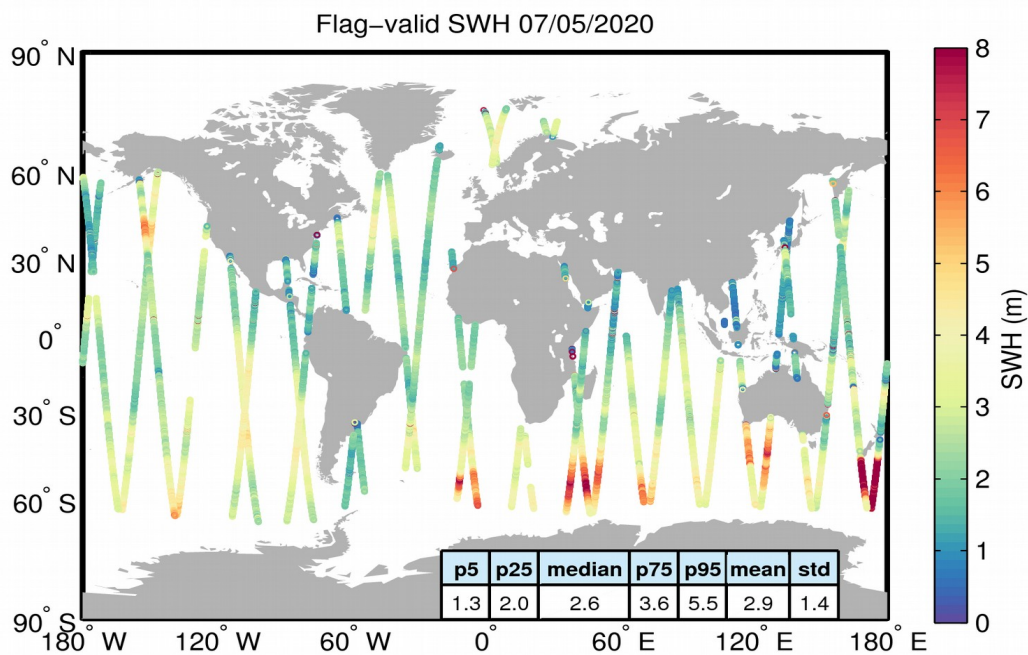 Flag−valid SWH 07/05/2020
90° N
60° N
30° N
0°
30° S
60° S
90° S
180° W
120° W
60° W
0°
60° E
120° E
180° E
8
7
6
5
4
3
2
1
0
SWH (m)
p5 p25 median p75 p95 mean std
1.3 2.0 2.6 3.6 5.5 2.9 1.4